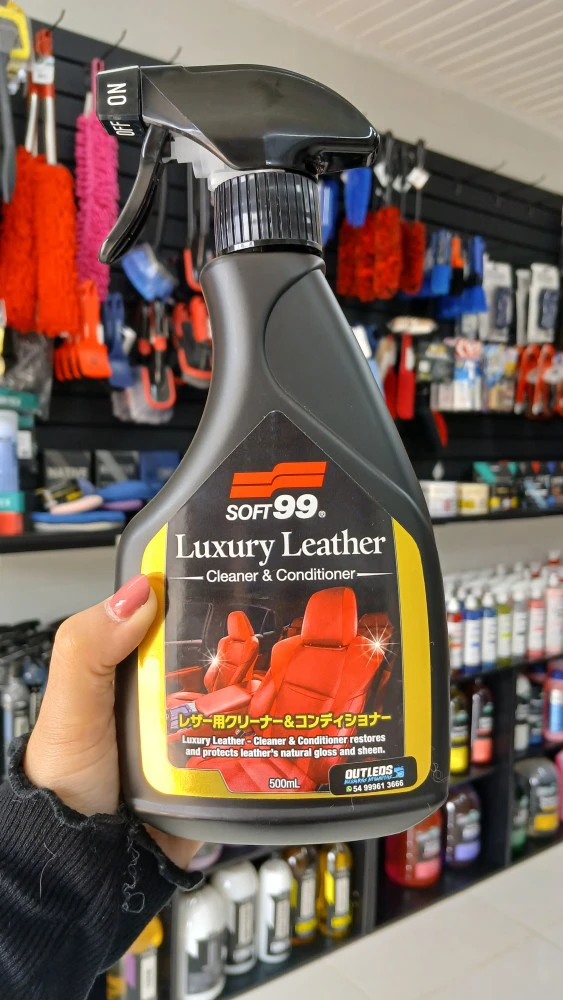 ON
OFF
SOFT99®
Luxury Leather
Cleaner & Conditioner
レザー用クリーナー&コンディショナー
Luxury Leather - Cleaner & Conditioner restores
and protects leather's natural gloss and sheen.
500mL
OUTLEDS
54 99961 3666
NATIVE